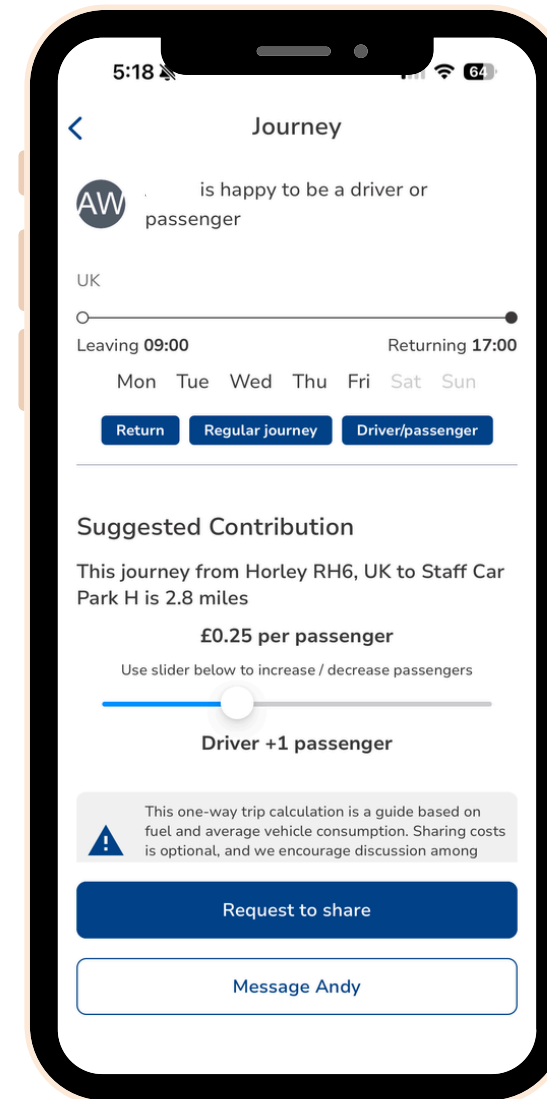 5:18
64
Journey
AW
is happy to be a driver or
passenger
UK
Leaving 09:00 Returning 17:00
Mon Tue Wed Thu Fri Sat Sun
Return Regular journey Driver/passenger
Suggested Contribution
This journey from Horley RH6, UK to Staff Car
Park H is 2.8 miles
£0.25 per passenger
Use slider below to increase / decrease passengers
Driver +1 passenger
This one-way trip calculation is a guide based on
fuel and average vehicle consumption. Sharing costs
is optional, and we encourage discussion among
Request to share
Message Andy